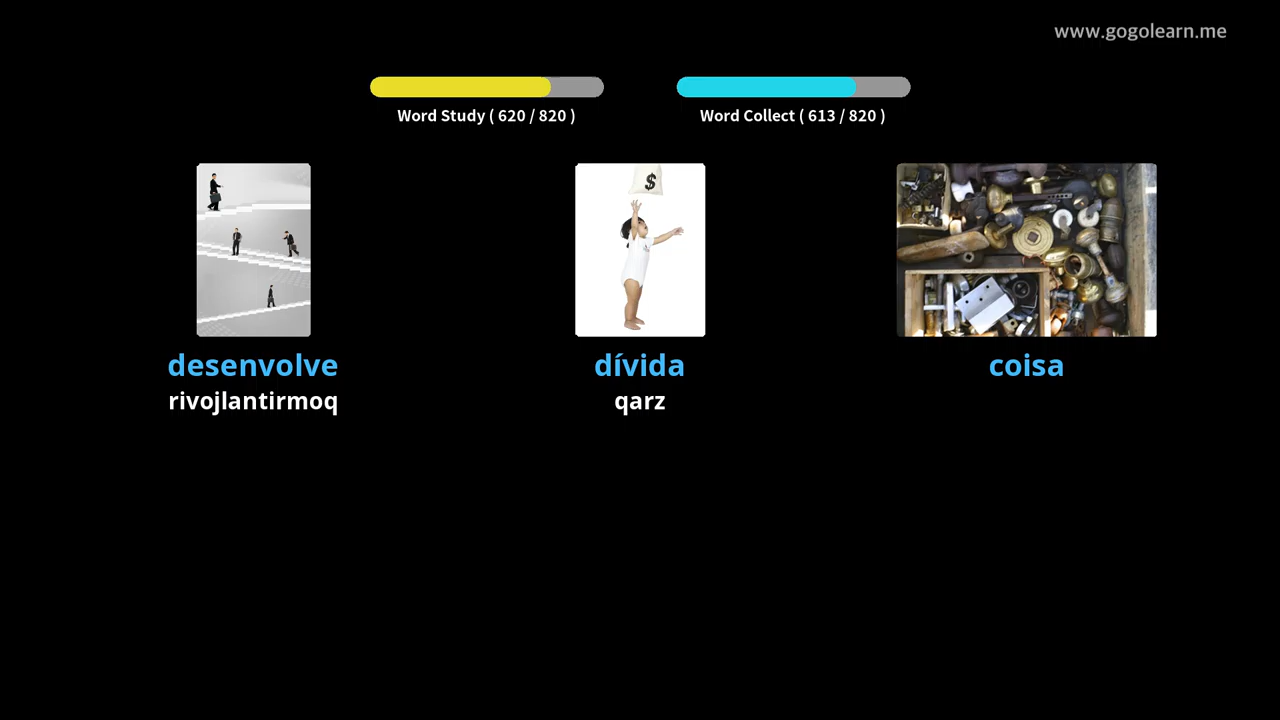 www.gogolearn.me
Word Study ( 620 / 820 )
Word Collect ( 613 / 820 )
$
desenvolve
rivojlantirmoq
dívida
qarz
coisa